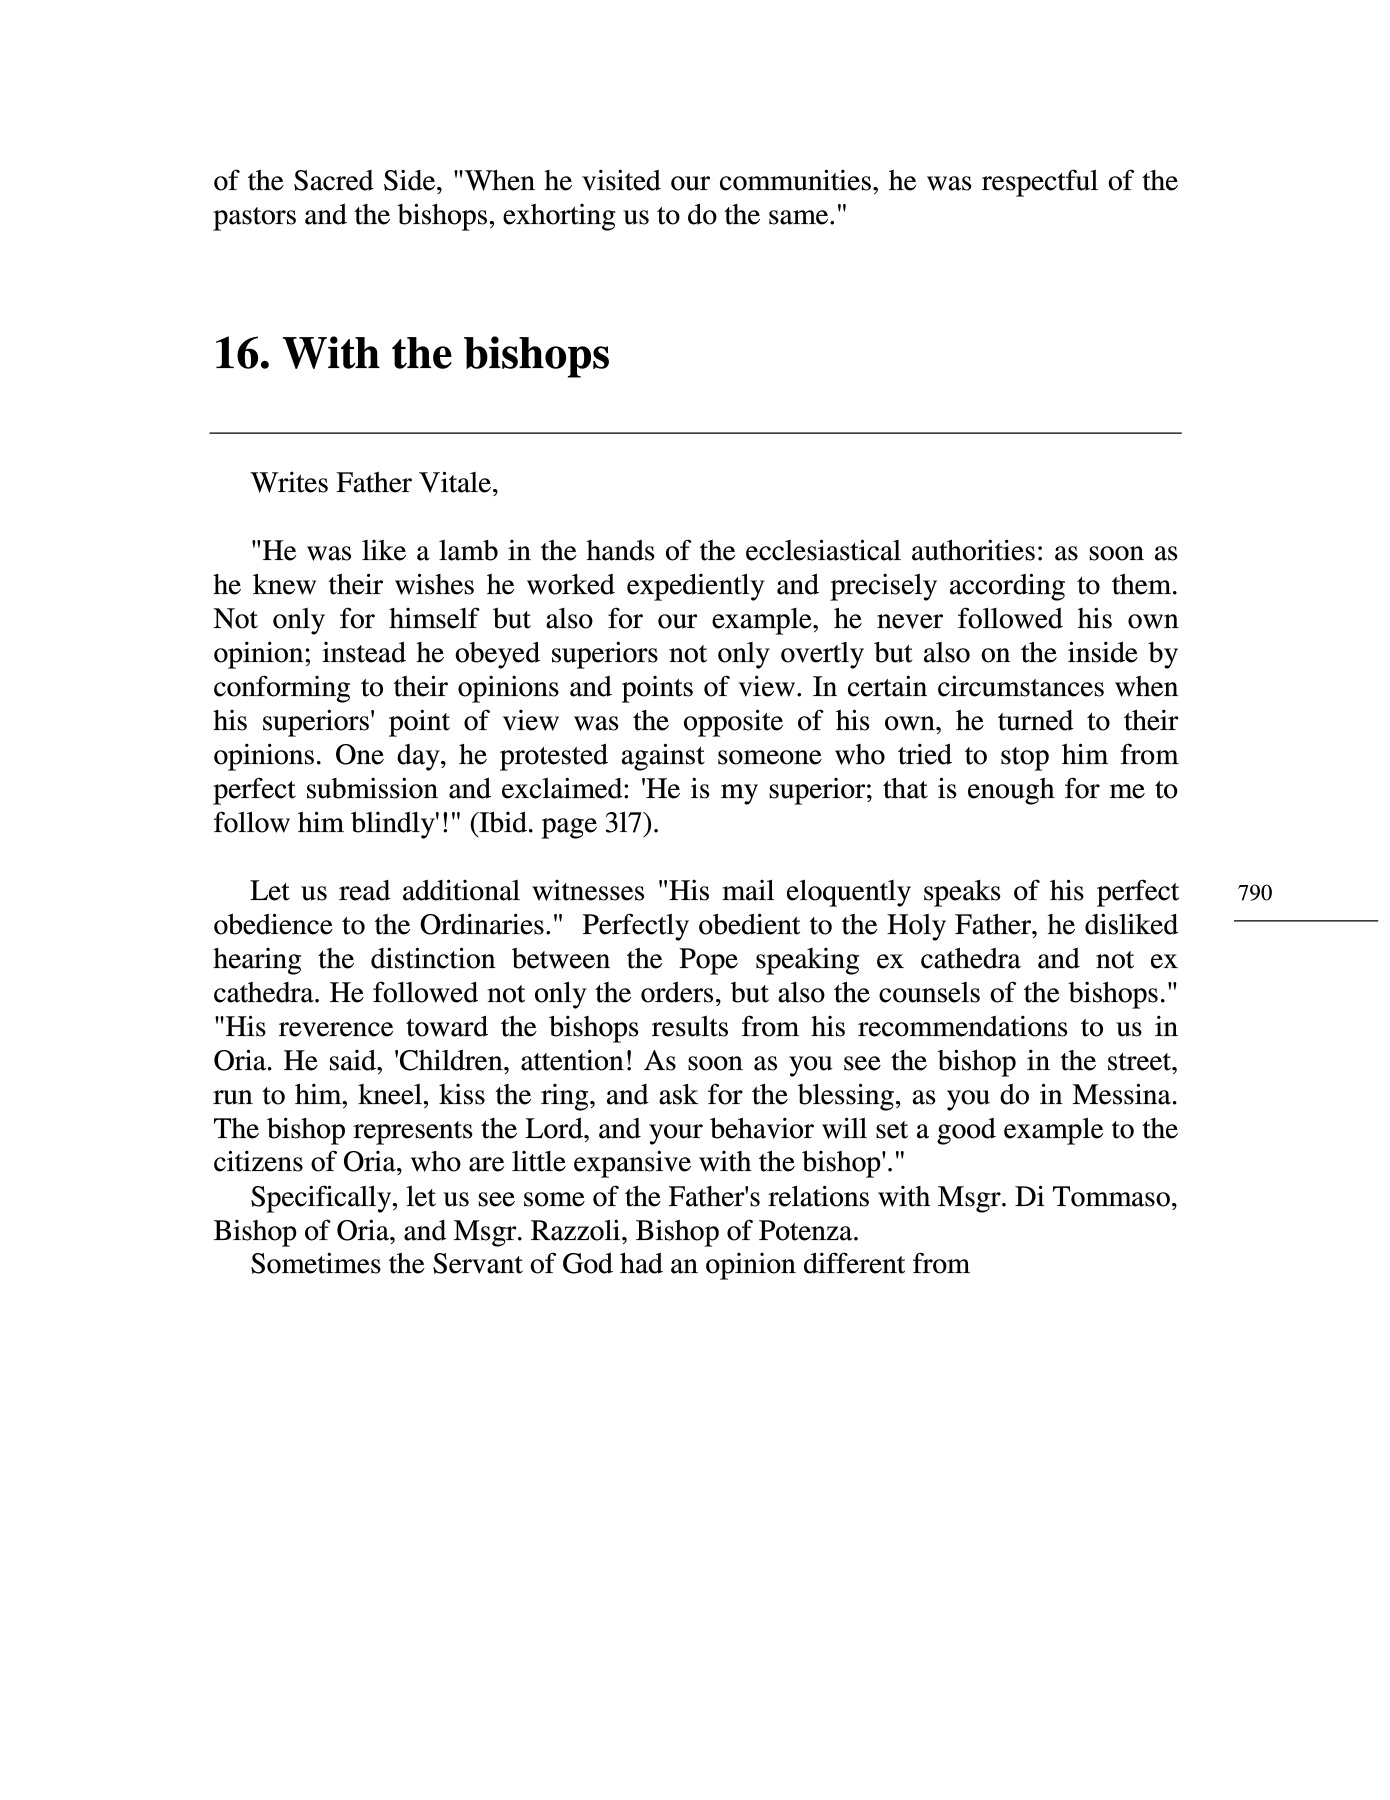 of the Sacred Side, "When he visited our communities, he was respectful of the
pastors and the bishops, exhorting us to do the same."
16. With the bishops
Writes Father Vitale,
"He was like a lamb in the hands of the ecclesiastical authorities: as soon as
he knew their wishes he worked expediently and precisely according to them.
Not only for himself but also for our example, he never followed his own
opinion; instead he obeyed superiors not only overtly but also on the inside by
conforming to their opinions and points of view. In certain circumstances when
his superiors' point of view was the opposite of his own, he turned to their
opinions. One day, he protested against someone who tried to stop him from
perfect submission and exclaimed: 'He is my superior; that is enough for me to
follow him blindly'!" (Ibid. page 3l7).
Let us read additional witnesses "His mail eloquently speaks of his perfect
obedience to the Ordinaries."  Perfectly obedient to the Holy Father, he disliked
hearing the distinction between the Pope speaking ex cathedra and not ex
cathedra. He followed not only the orders, but also the counsels of the bishops."
"His reverence toward the bishops results from his recommendations to us in
Oria. He said, 'Children, attention! As soon as you see the bishop in the street,
run to him, kneel, kiss the ring, and ask for the blessing, as you do in Messina.
The bishop represents the Lord, and your behavior will set a good example to the
citizens of Oria, who are little expansive with the bishop'."
Specifically, let us see some of the Father's relations with Msgr. Di Tommaso,
Bishop of Oria, and Msgr. Razzoli, Bishop of Potenza.
Sometimes the Servant of God had an opinion different from
790